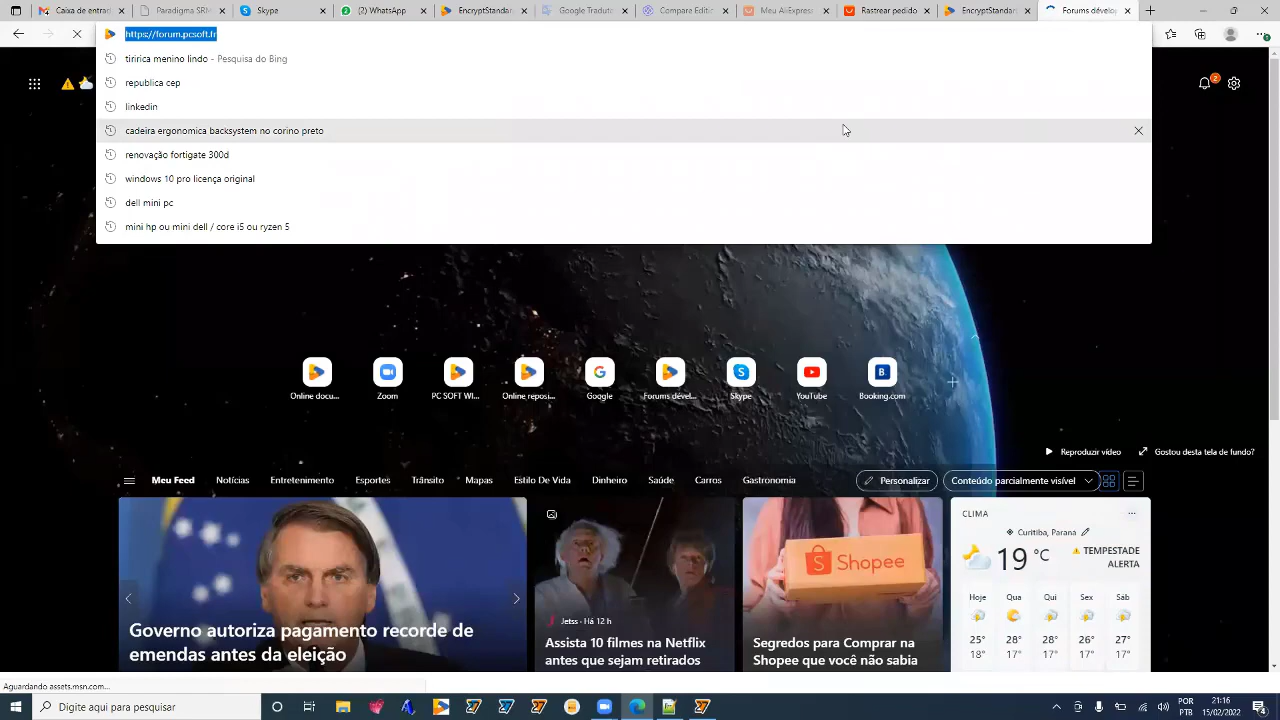 Caixa de entrad
Paradigma SRM
Skype
(2) WhatsApp
EncryptStandar
Google Tradute
Compare Editor
Meu AliExpress
Rastrear pedido
EncryptStandar
Forums dévelo
https://forum.pcsoft.fr
tiririca menino lindo - Pesquisa do Bing
republica cep
linkedin
cadeira ergonomica backsystem no corino preto
renovação fortigate 300d
windows 10 pro licença original
dell mini pc
mini hp ou mini dell / core i5 ou ryzen 5
2
Online docu...
Zoom
PC SOFT WI...
Online reposi...
Google
Forums dével...
Skype
YouTube
Booking.com
Reproduzir vídeo
Gostou desta tela de fundo?
Meu Feed
Notícias
Entretenimento
Esportes
Trânsito
Mapas
Estilo De Vida
Dinheiro
Saúde
Carros
Gastronomia
Personalizar
Conteúdo parcialmente visível
Governo autoriza pagamento recorde de
emendas antes da eleição
Jetss · Há 12 h
Assista 10 filmes na Netflix
antes que sejam retirados
Shopee
Segredos para Comprar na
Shopee que você não sabia
CLIMA
Curitiba, Parana
19 °C
TEMPESTADE
ALERTA
Hoje Qua Qui Sex Sáb
25° 28° 28° 26° 27°
18° 17° 17° 17° 17°
Aguardando assets.msn.com...
Digite aqui para pesquisar
POR
PTB
21:16
15/02/2022